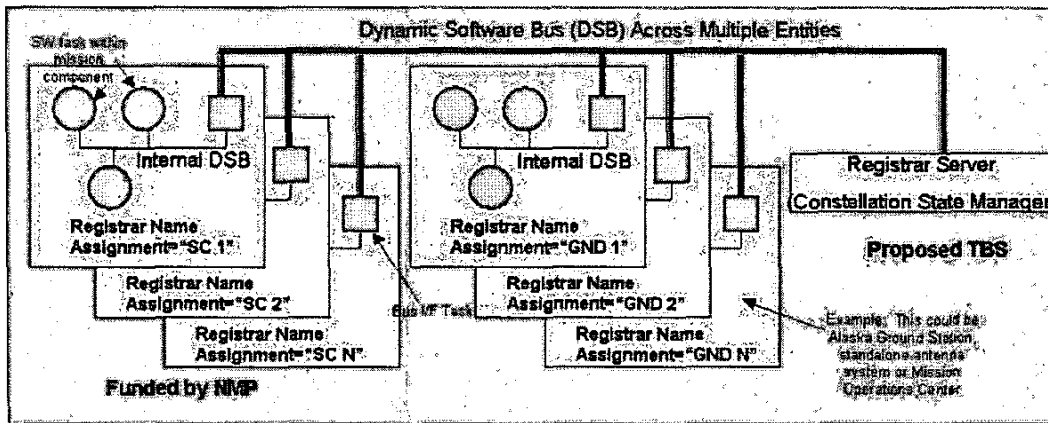 Dynamic Software Bus (DSB) Across Multiple Entities
SW task within
mission
component
Internal DSB
Registrar Name
Assignment="SC 1"
Registrar Name
Assignment="SC 2"
Registrar Name
Assignment="SC N"
Bus I/F Task
Funded by NMP
Internal DSB
Registrar Name
Assignment="GND 1"
Registrar Name
Assignment="GND 2"
Registrar Name
Assignment="GND N"
Registrar Server
(Constellation State Manager
Proposed TBS
Example: This could be
Alaska Ground Station
standalone antenna
system or Mission
Operations Center